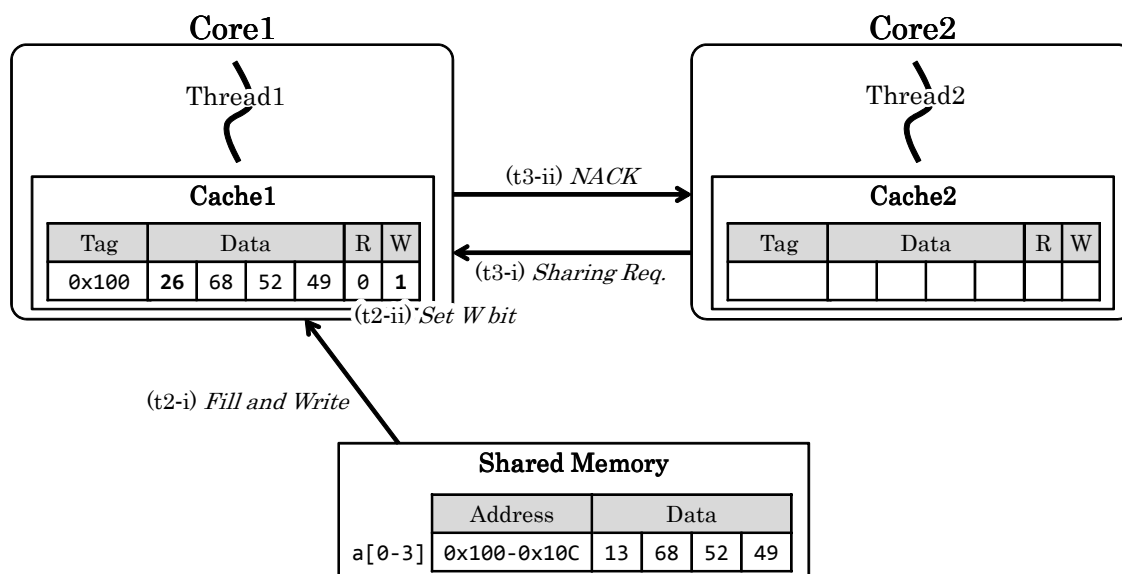 Core1
Core2
Thread1
Thread2
(t3-ii) NACK
Cache1
Cache2
Tag Data R W
0x100 26 68 52 49 0 1
Tag Data R W
(t3-i) Sharing Req.
(t2-ii) Set W bit
(t2-i) Fill and Write
Shared Memory
Address Data
a[0-3] 0x100-0x10C 13 68 52 49